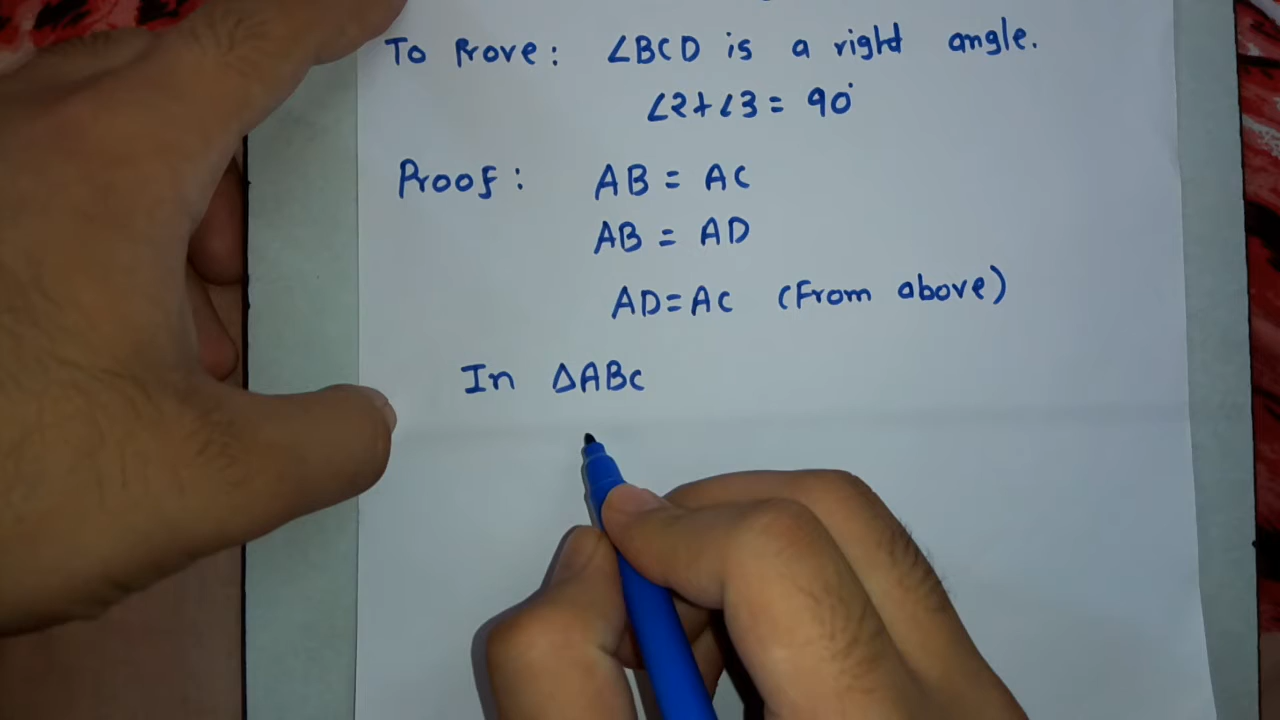 To Prove: ∠BCD is a right angle.
∠2+∠3 = 90°
Proof: AB = AC
AB = AD
AD=AC (From above)
In ΔABC